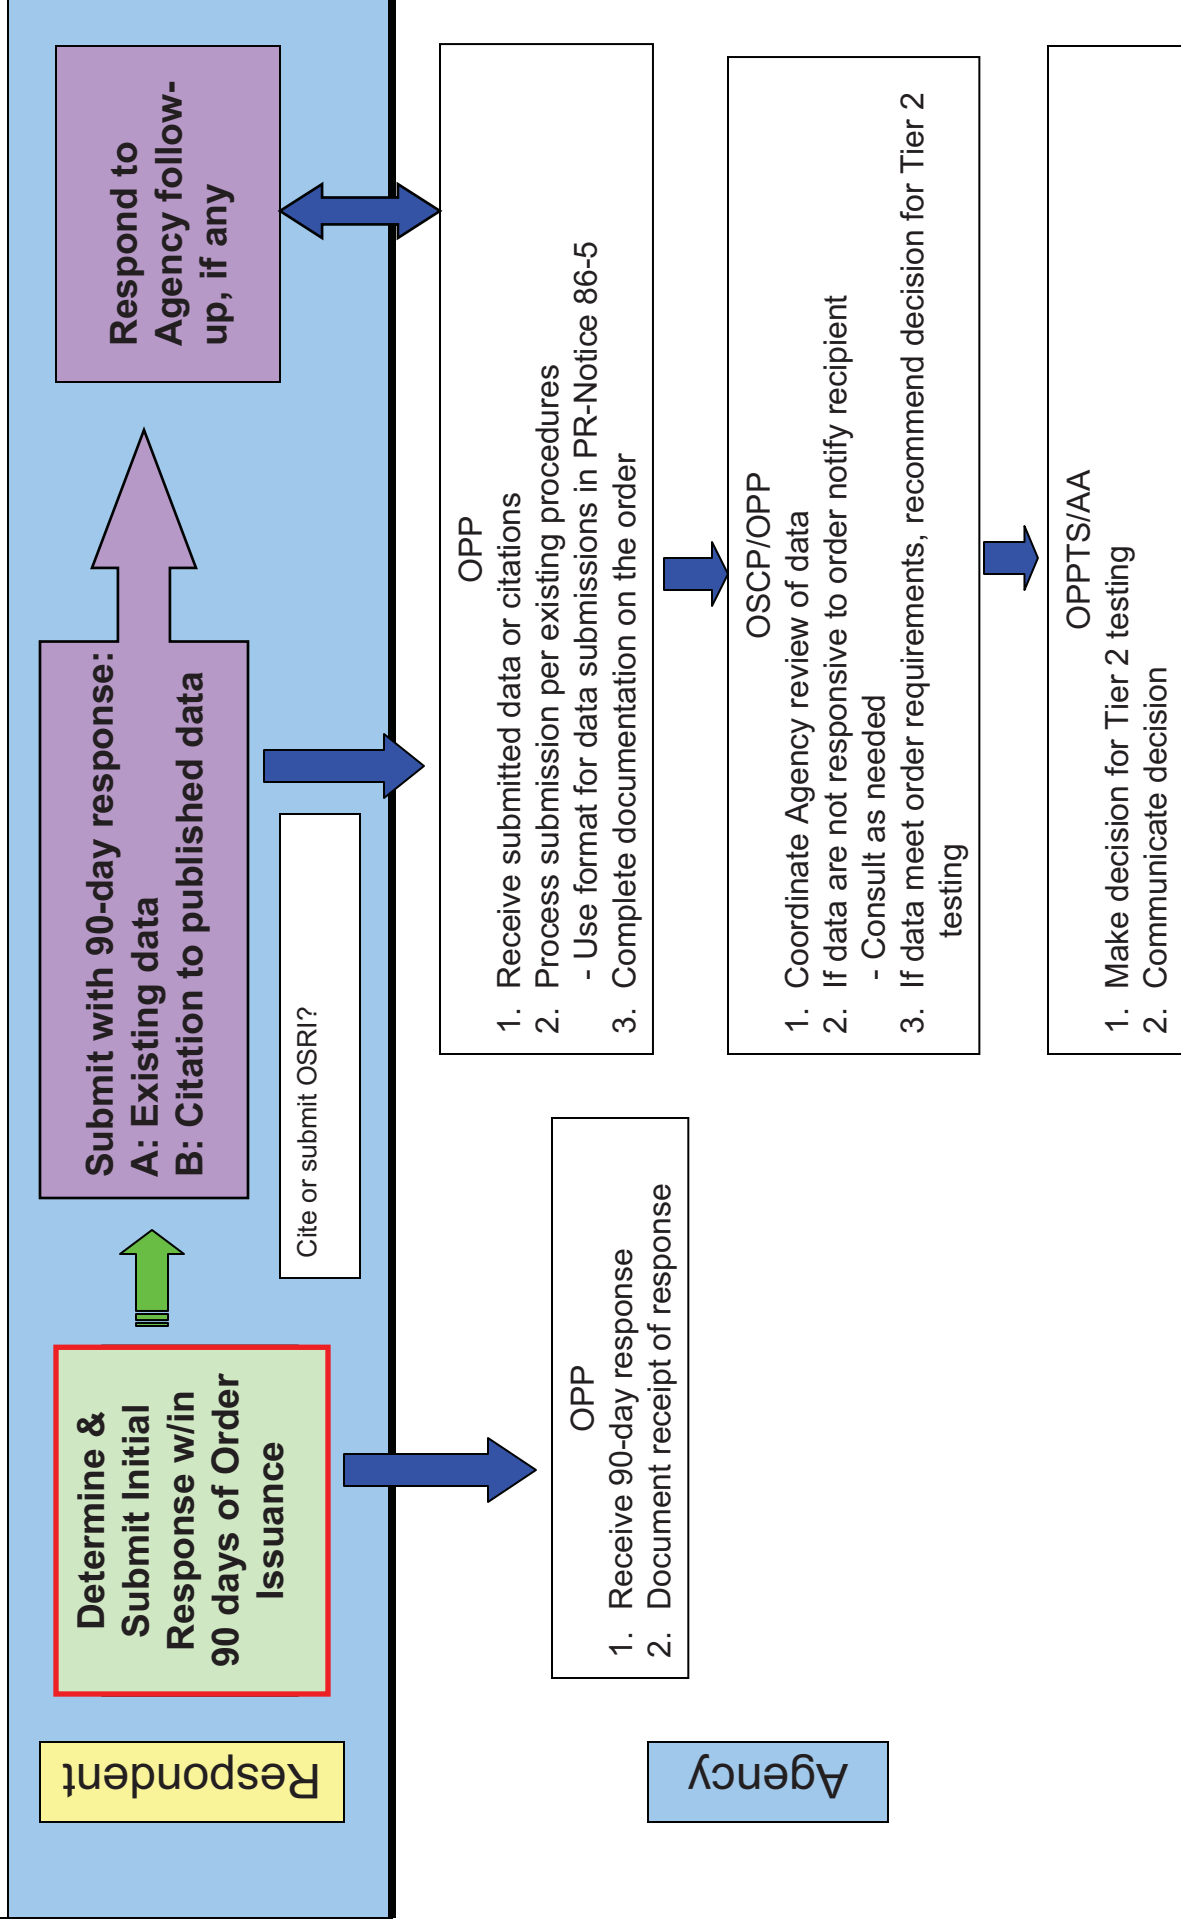 Respondent
Determine &
Submit Initial
Response w/in
90 days of Order
Issuance
Submit with 90-day response:
A: Existing data
B: Citation to published data
Respond to
Agency follow-
up, if any
Cite or submit OSRI?
Agency
OPP
1. Receive 90-day response
2. Document receipt of response
OPP
1. Receive submitted data or citations
2. Process submission per existing procedures
- Use format for data submissions in PR-Notice 86-5
3. Complete documentation on the order
OSCP/OPP
1. Coordinate Agency review of data
2. If data are not responsive to order notify recipient
- Consult as needed
3. If data meet order requirements, recommend decision for Tier 2
testing
OPPTS/AA
1. Make decision for Tier 2 testing
2. Communicate decision